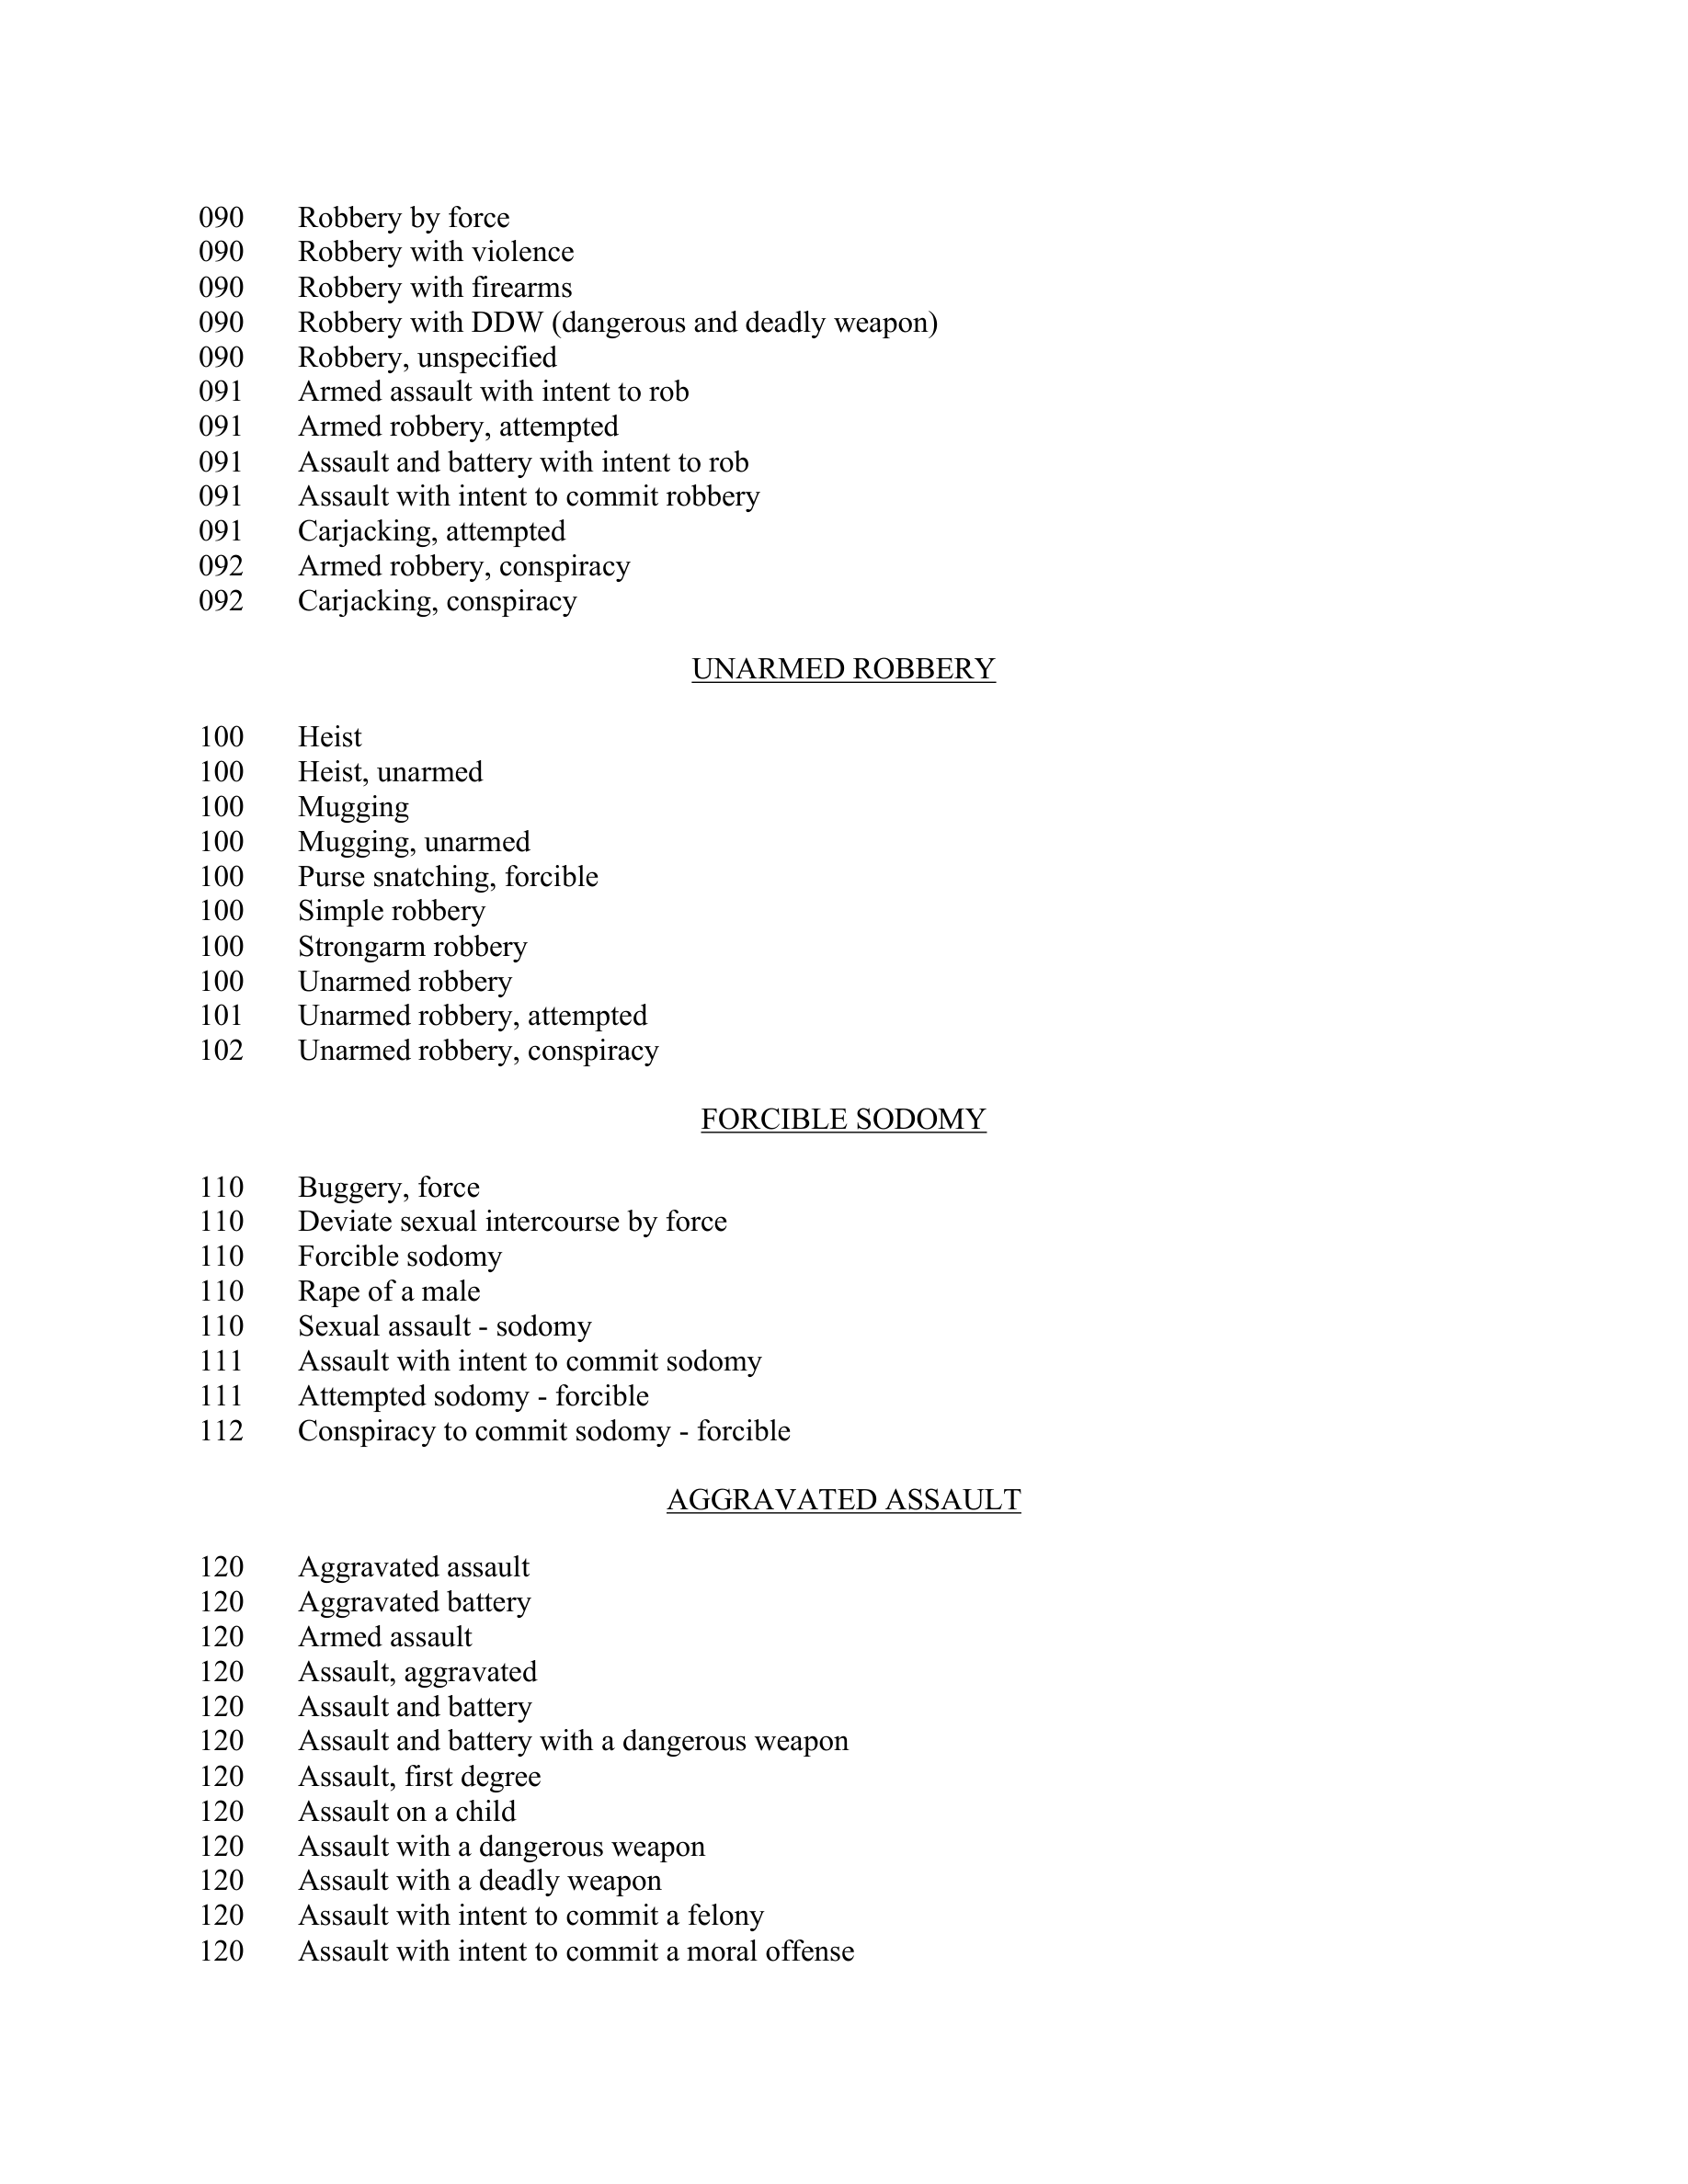 090 Robbery by force
090 Robbery with violence
090 Robbery with firearms
090 Robbery with DDW (dangerous and deadly weapon)
090 Robbery, unspecified
091 Armed assault with intent to rob
091 Armed robbery, attempted
091 Assault and battery with intent to rob
091 Assault with intent to commit robbery
091 Carjacking, attempted
092 Armed robbery, conspiracy
092 Carjacking, conspiracy
UNARMED ROBBERY
100 Heist
100 Heist, unarmed
100 Mugging
100 Mugging, unarmed
100 Purse snatching, forcible
100 Simple robbery
100 Strongarm robbery
100 Unarmed robbery
101 Unarmed robbery, attempted
102 Unarmed robbery, conspiracy
FORCIBLE SODOMY
110 Buggery, force
110 Deviate sexual intercourse by force
110 Forcible sodomy
110 Rape of a male
110 Sexual assault - sodomy
111 Assault with intent to commit sodomy
111 Attempted sodomy - forcible
112 Conspiracy to commit sodomy - forcible
AGGRAVATED ASSAULT
120 Aggravated assault
120 Aggravated battery
120 Armed assault
120 Assault, aggravated
120 Assault and battery
120 Assault and battery with a dangerous weapon
120 Assault, first degree
120 Assault on a child
120 Assault with a dangerous weapon
120 Assault with a deadly weapon
120 Assault with intent to commit a felony
120 Assault with intent to commit a moral offense